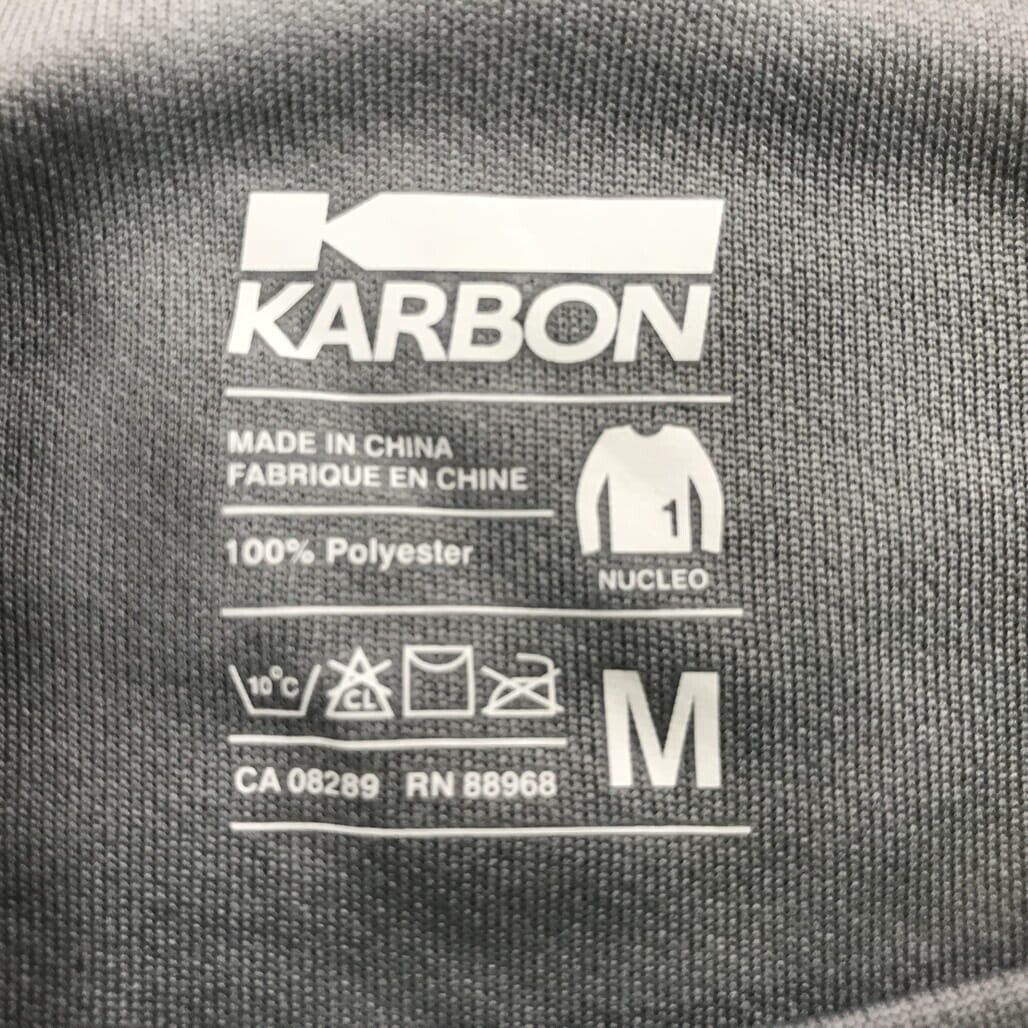 KARBON
MADE IN CHINA
FABRIQUE EN CHINE
1
100% Polyester
NUCLEO
10°C
CL
M
CA 08289 RN 88968